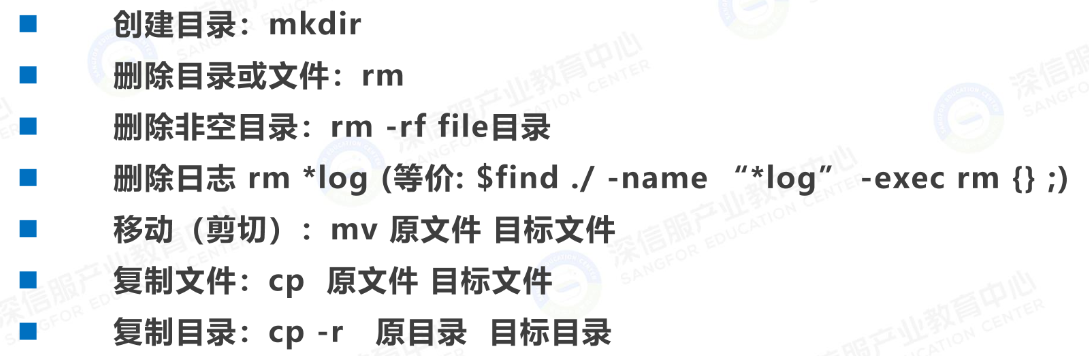 创建目录：mkdir
删除目录或文件：rm
删除非空目录：rm -rf file目录
删除日志 rm *log (等价: $find ./ -name “*log” -exec rm {} ;)
移动（剪切）：mv 原文件 目标文件
复制文件：cp 原文件 目标文件
复制目录：cp -r 原目录 目标目录
深信服产业教育中心
SANGFOR EDUCATION CENTER